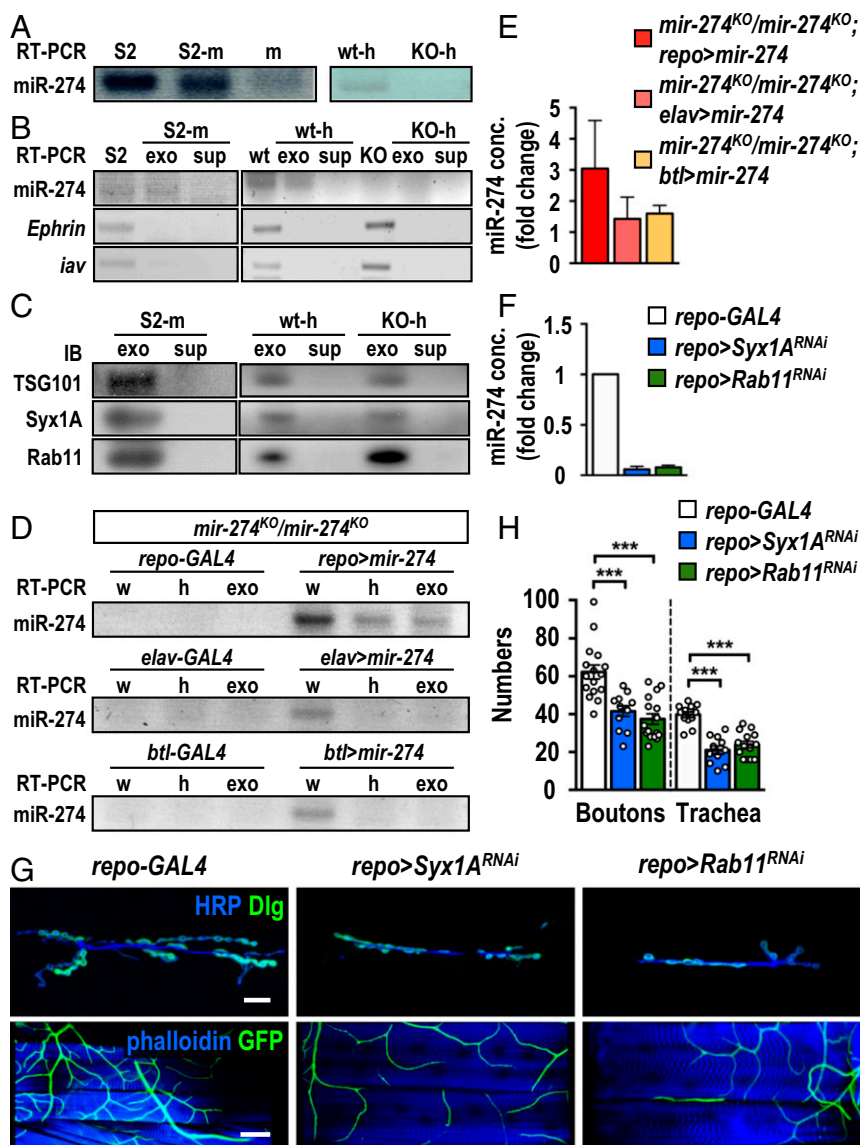 A
RT-PCR S2 S2-m m wt-h KO-h
miR-274
B
S2-m wt-h KO-h
RT-PCR S2 exo sup wt exo sup KO exo sup
miR-274
Ephrin
iav
C
S2-m wt-h KO-h
IB exo sup exo sup exo sup
TSG101
Syx1A
Rab11
D
mir-274KO/mir-274KO
repo-GAL4 repo>mir-274
RT-PCR w h exo w h exo
miR-274
elav-GAL4 elav>mir-274
RT-PCR w h exo w h exo
miR-274
btl-GAL4 btl>mir-274
RT-PCR w h exo w h exo
miR-274
E
mir-274KO/mir-274KO;
repo>mir-274
mir-274KO/mir-274KO;
elav>mir-274
mir-274KO/mir-274KO;
btl>mir-274
miR-274 conc.
(fold change)
5
4
3
2
1
0
F
repo-GAL4
repo>Syx1ARNAi
repo>Rab11RNAi
miR-274 conc.
(fold change)
1.5
1
0.5
0
H
repo-GAL4
repo>Syx1ARNAi
repo>Rab11RNAi
Numbers
100
80
60
40
20
0
***
***
***
***
Boutons Trachea
G
repo-GAL4 repo>Syx1ARNAi repo>Rab11RNAi
HRP Dlg
phalloidin GFP